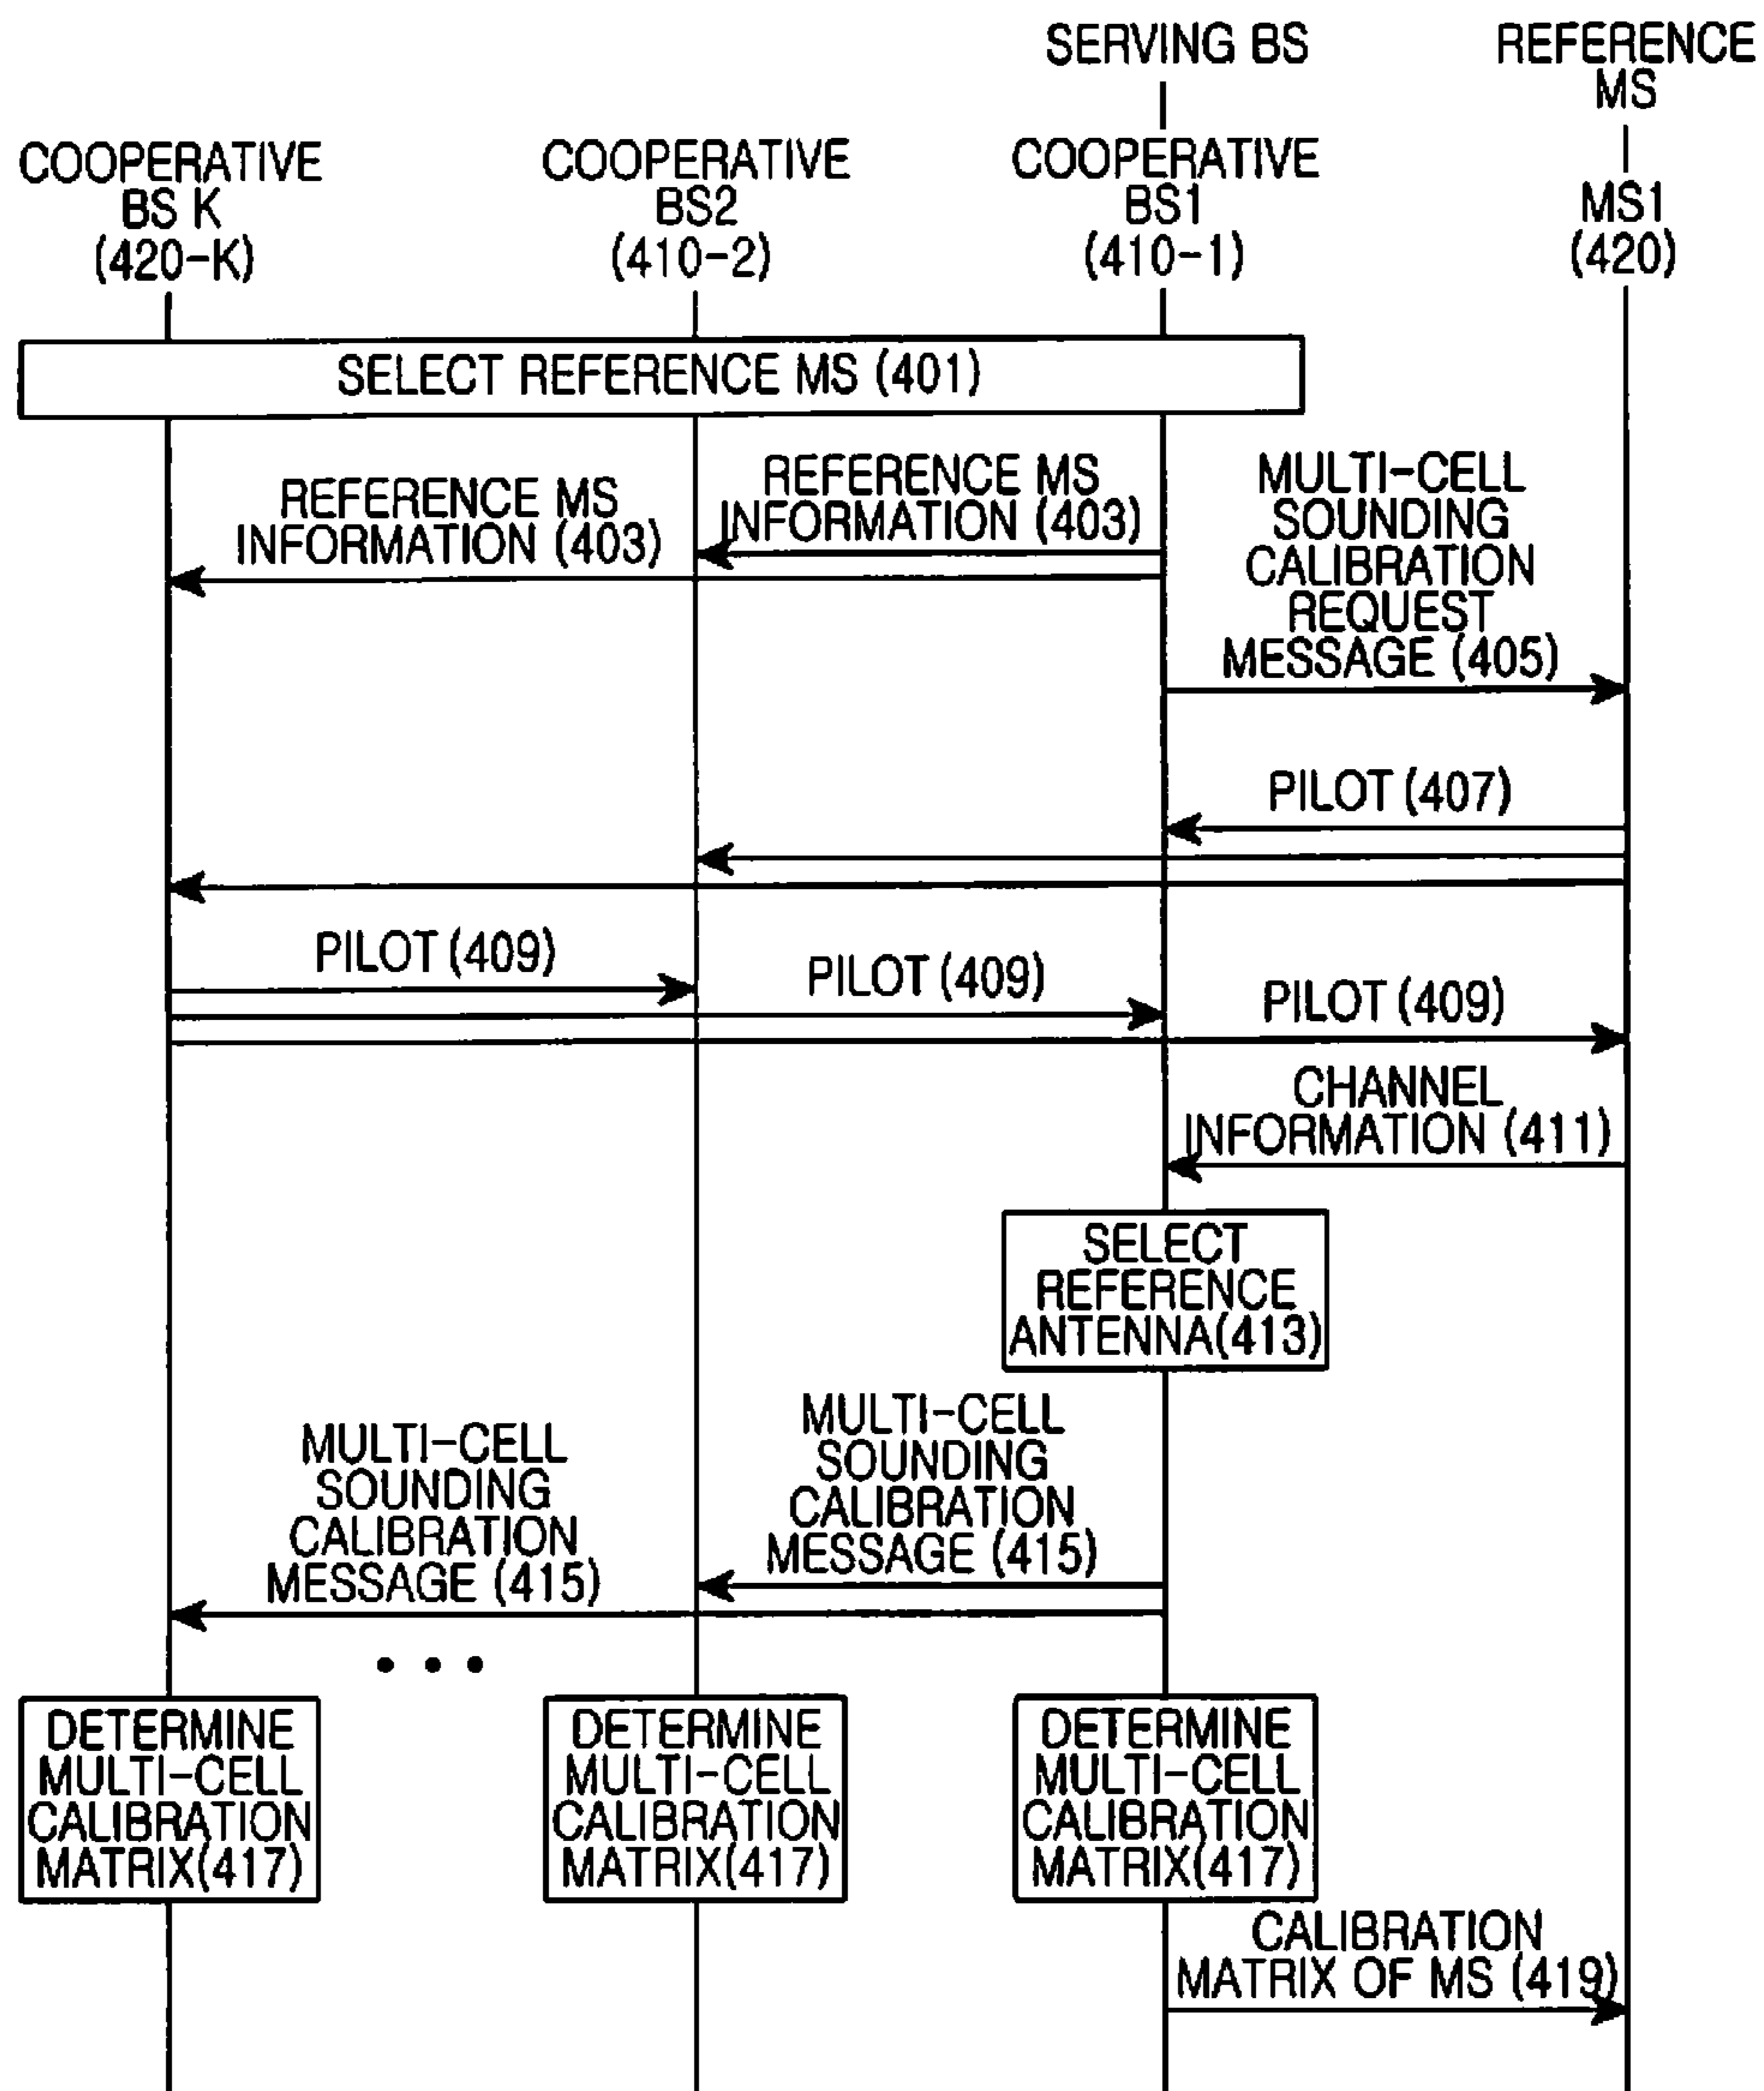 SERVING BS
REFERENCE
MS
COOPERATIVE
BS K
(420-K)
COOPERATIVE
BS2
(410-2)
COOPERATIVE
BS1
(410-1)
MS1
(420)
SELECT REFERENCE MS (401)
REFERENCE MS
INFORMATION (403)
REFERENCE MS
INFORMATION (403)
MULTI-CELL
SOUNDING
CALIBRATION
REQUEST
MESSAGE (405)
PILOT (407)
PILOT (409)
PILOT (409)
PILOT (409)
CHANNEL
INFORMATION (411)
SELECT
REFERENCE
ANTENNA(413)
MULTI-CELL
SOUNDING
CALIBRATION
MESSAGE (415)
MULTI-CELL
SOUNDING
CALIBRATION
MESSAGE (415)
• • •
DETERMINE
MULTI-CELL
CALIBRATION
MATRIX(417)
DETERMINE
MULTI-CELL
CALIBRATION
MATRIX(417)
DETERMINE
MULTI-CELL
CALIBRATION
MATRIX(417)
CALIBRATION
MATRIX OF MS (419)